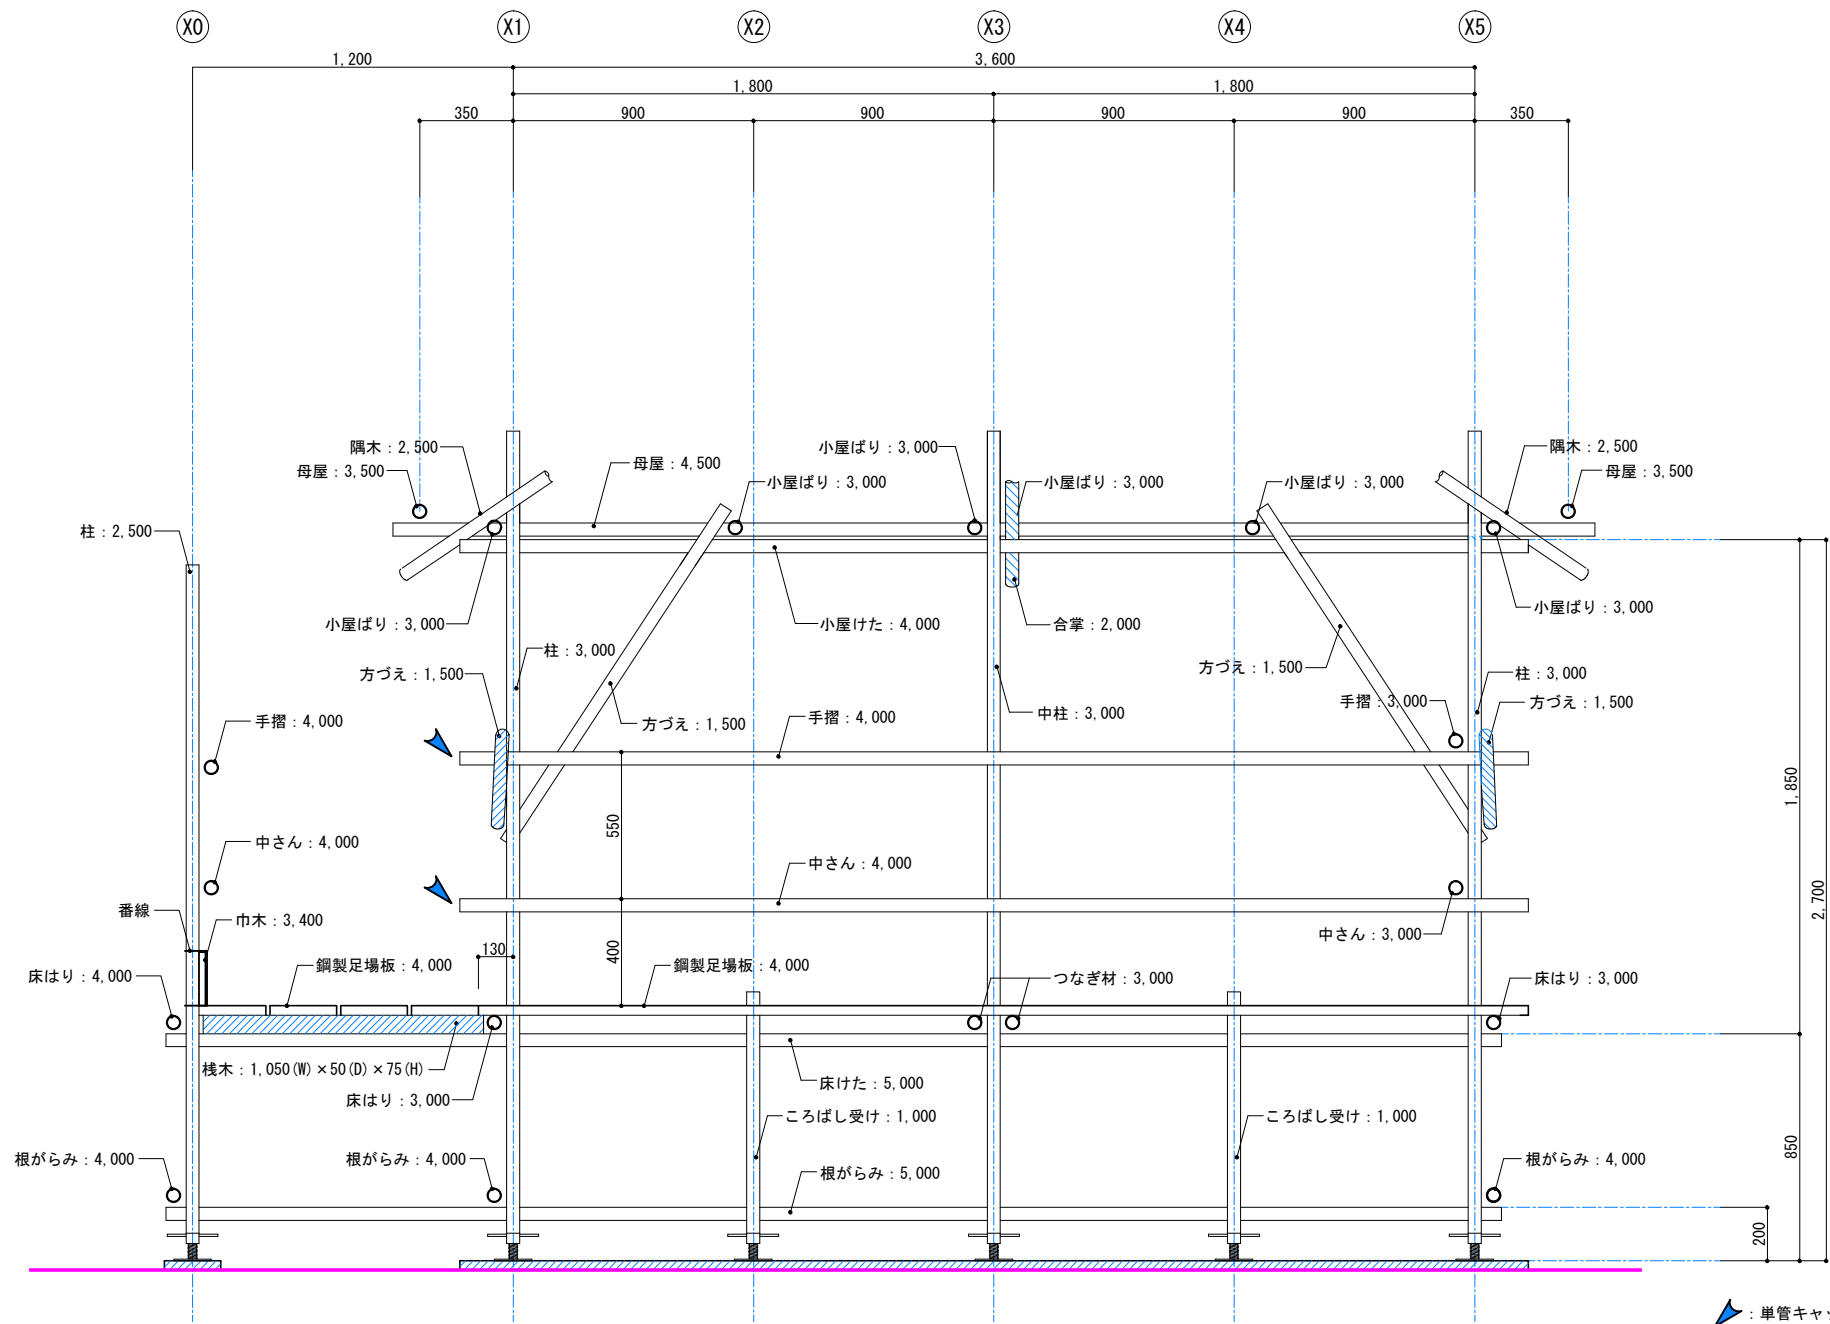 X0 X1 X2 X3 X4 X5
1,200 3,600
1,800 1,800
350 900 900 900 900 350
隅木：2,500
母屋：3,500
母屋：4,500
小屋ばり：3,000
小屋ばり：3,000
小屋ばり：3,000
小屋ばり：3,000
隅木：2,500
母屋：3,500
柱：2,500
小屋ばり：3,000
小屋けた：4,000
合掌：2,000
小屋ばり：3,000
柱：3,000
方づえ：1,500
方づえ：1,500
柱：3,000
方づえ：1,500
手摺：3,000
方づえ：1,500
手摺：4,000
手摺：4,000
中柱：3,000
550
1,850
2,700
中さん：4,000
中さん：4,000
番線
巾木：3,400
中さん：3,000
130
400
床はり：4,000
鋼製足場板：4,000
鋼製足場板：4,000
つなぎ材：3,000
床はり：3,000
桟木：1,050(W)×50(D)×75(H)
床はり：3,000
床けた：5,000
ころばし受け：1,000
ころばし受け：1,000
850
根がらみ：4,000
根がらみ：4,000
根がらみ：5,000
根がらみ：4,000
200
：単管キャ